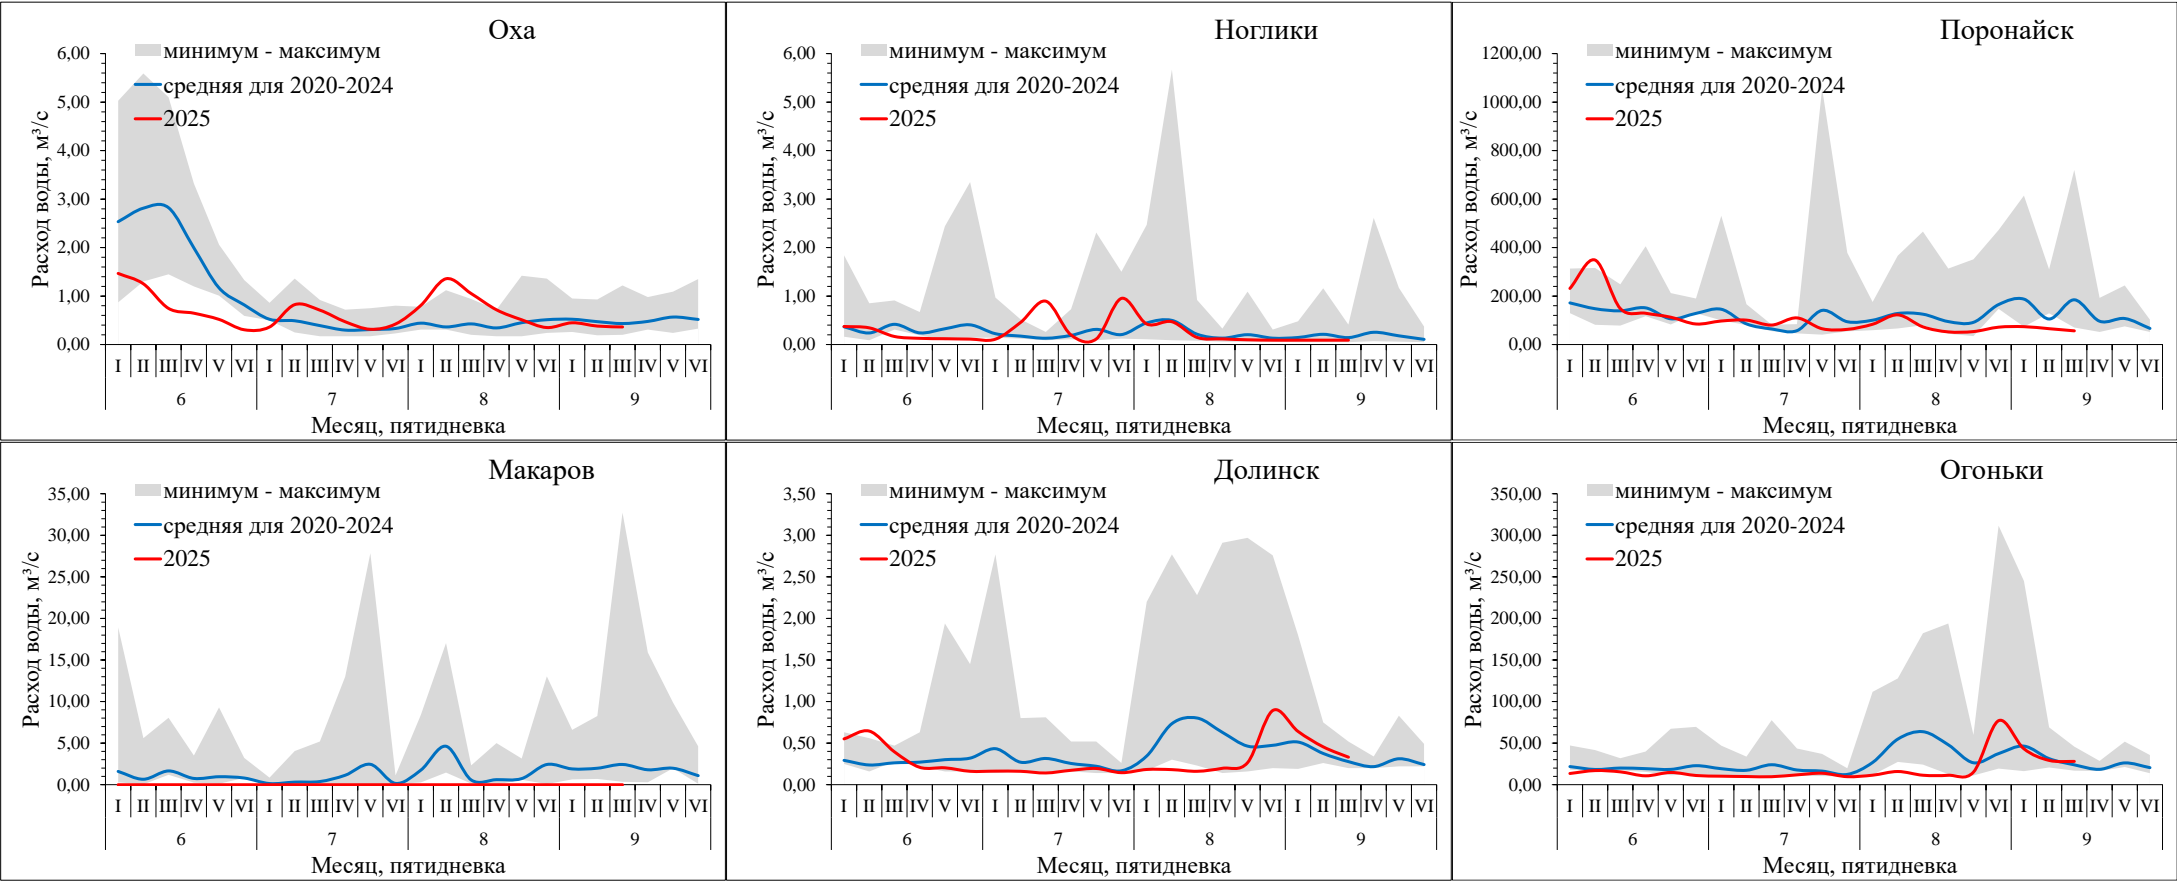 Оха
минимум - максимум
средняя для 2020-2024
2025
Расход воды, м³/с
6,00
5,00
4,00
3,00
2,00
1,00
0,00
I II III IV V VI I II III IV V VI I II III IV V VI I II III IV V VI
6 7 8 9
Месяц, пятидневка
Ноглики
минимум - максимум
средняя для 2020-2024
2025
Расход воды, м³/с
6,00
5,00
4,00
3,00
2,00
1,00
0,00
I II III IV V VI I II III IV V VI I II III IV V VI I II III IV V VI
6 7 8 9
Месяц, пятидневка
Поронайск
минимум - максимум
средняя для 2020-2024
2025
Расход воды, м³/с
1200,00
1000,00
800,00
600,00
400,00
200,00
0,00
I II III IV V VI I II III IV V VI I II III IV V VI I II III IV V VI
6 7 8 9
Месяц, пятидневка
Макаров
минимум - максимум
средняя для 2020-2024
2025
Расход воды, м³/с
35,00
30,00
25,00
20,00
15,00
10,00
5,00
0,00
I II III IV V VI I II III IV V VI I II III IV V VI I II III IV V VI
6 7 8 9
Месяц, пятидневка
Долинск
минимум - максимум
средняя для 2020-2024
2025
Расход воды, м³/с
3,50
3,00
2,50
2,00
1,50
1,00
0,50
0,00
I II III IV V VI I II III IV V VI I II III IV V VI I II III IV V VI
6 7 8 9
Месяц, пятидневка
Огоньки
минимум - максимум
средняя для 2020-2024
2025
Расход воды, м³/с
350,00
300,00
250,00
200,00
150,00
100,00
50,00
0,00
I II III IV V VI I II III IV V VI I II III IV V VI I II III IV V VI
6 7 8 9
Месяц, пятидневка